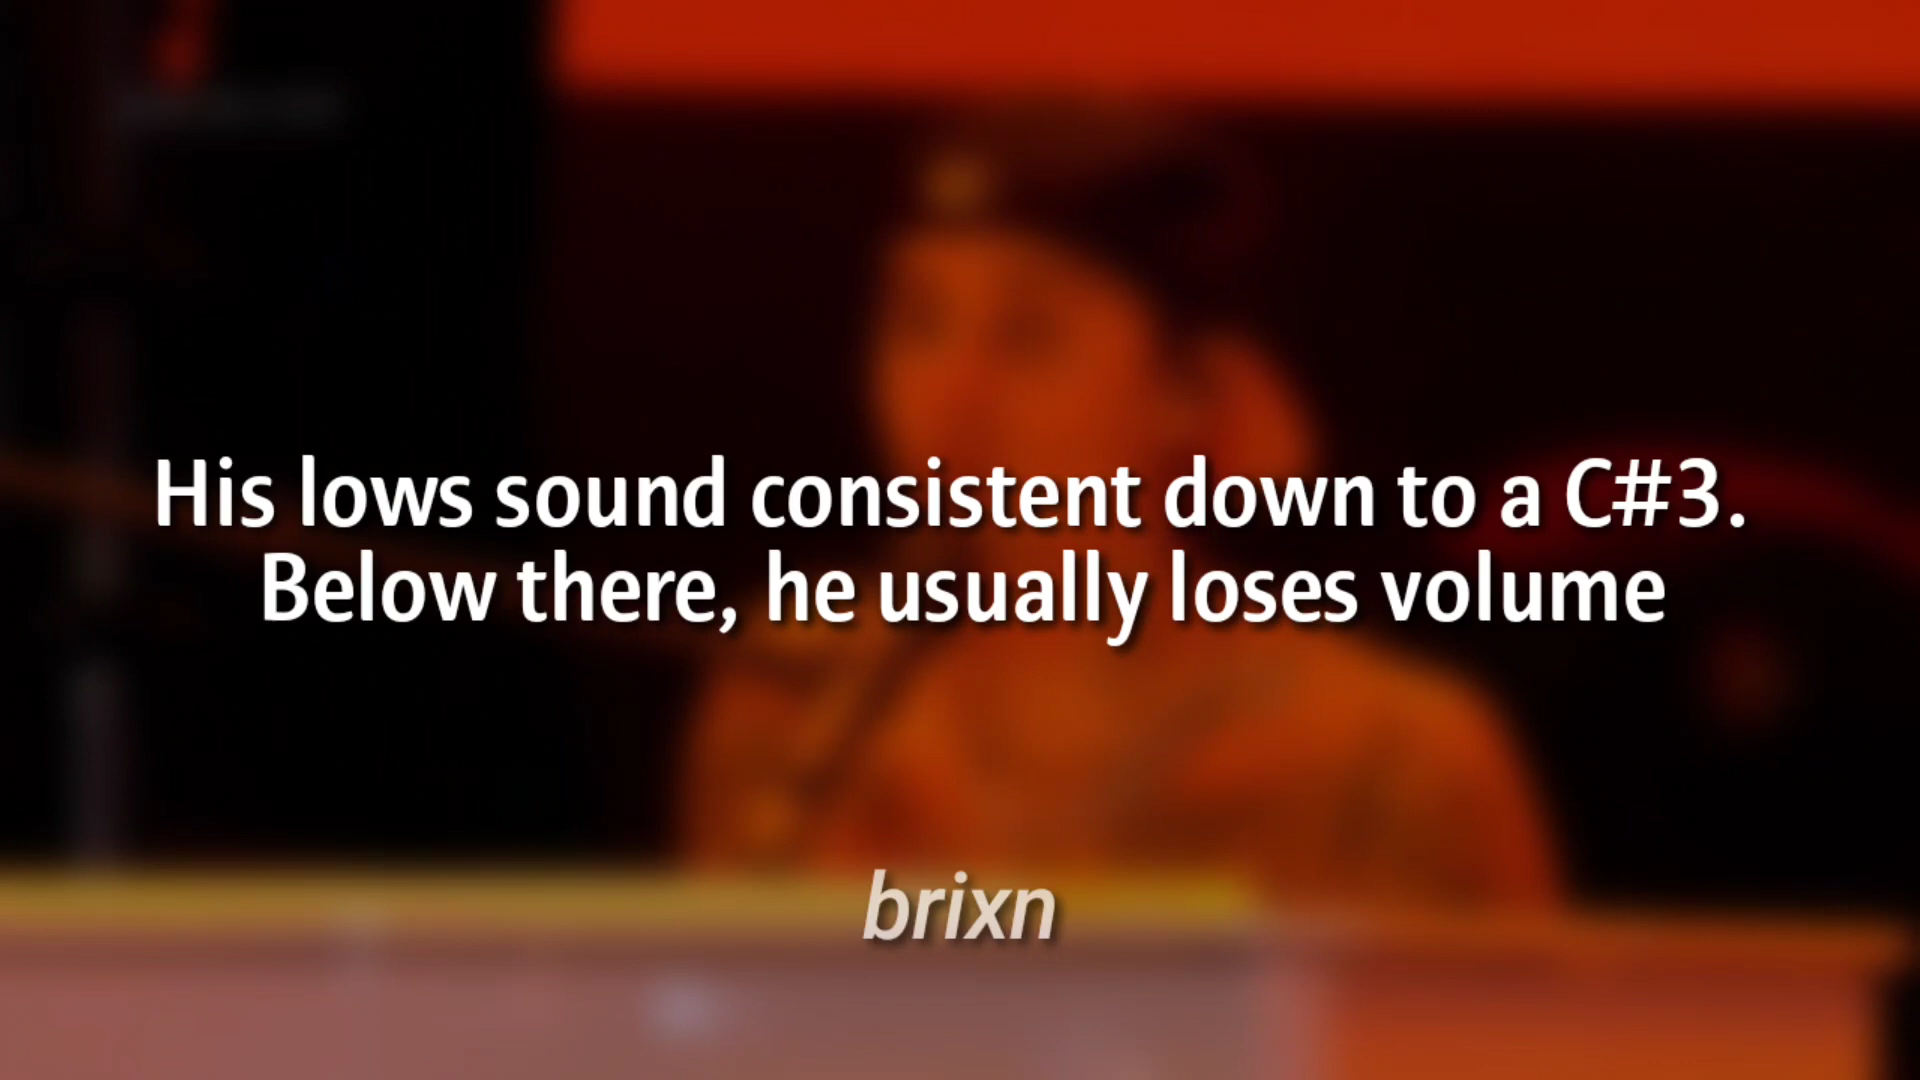 His lows sound consistent down to a C#3.
Below there, he usually loses volume
brixn